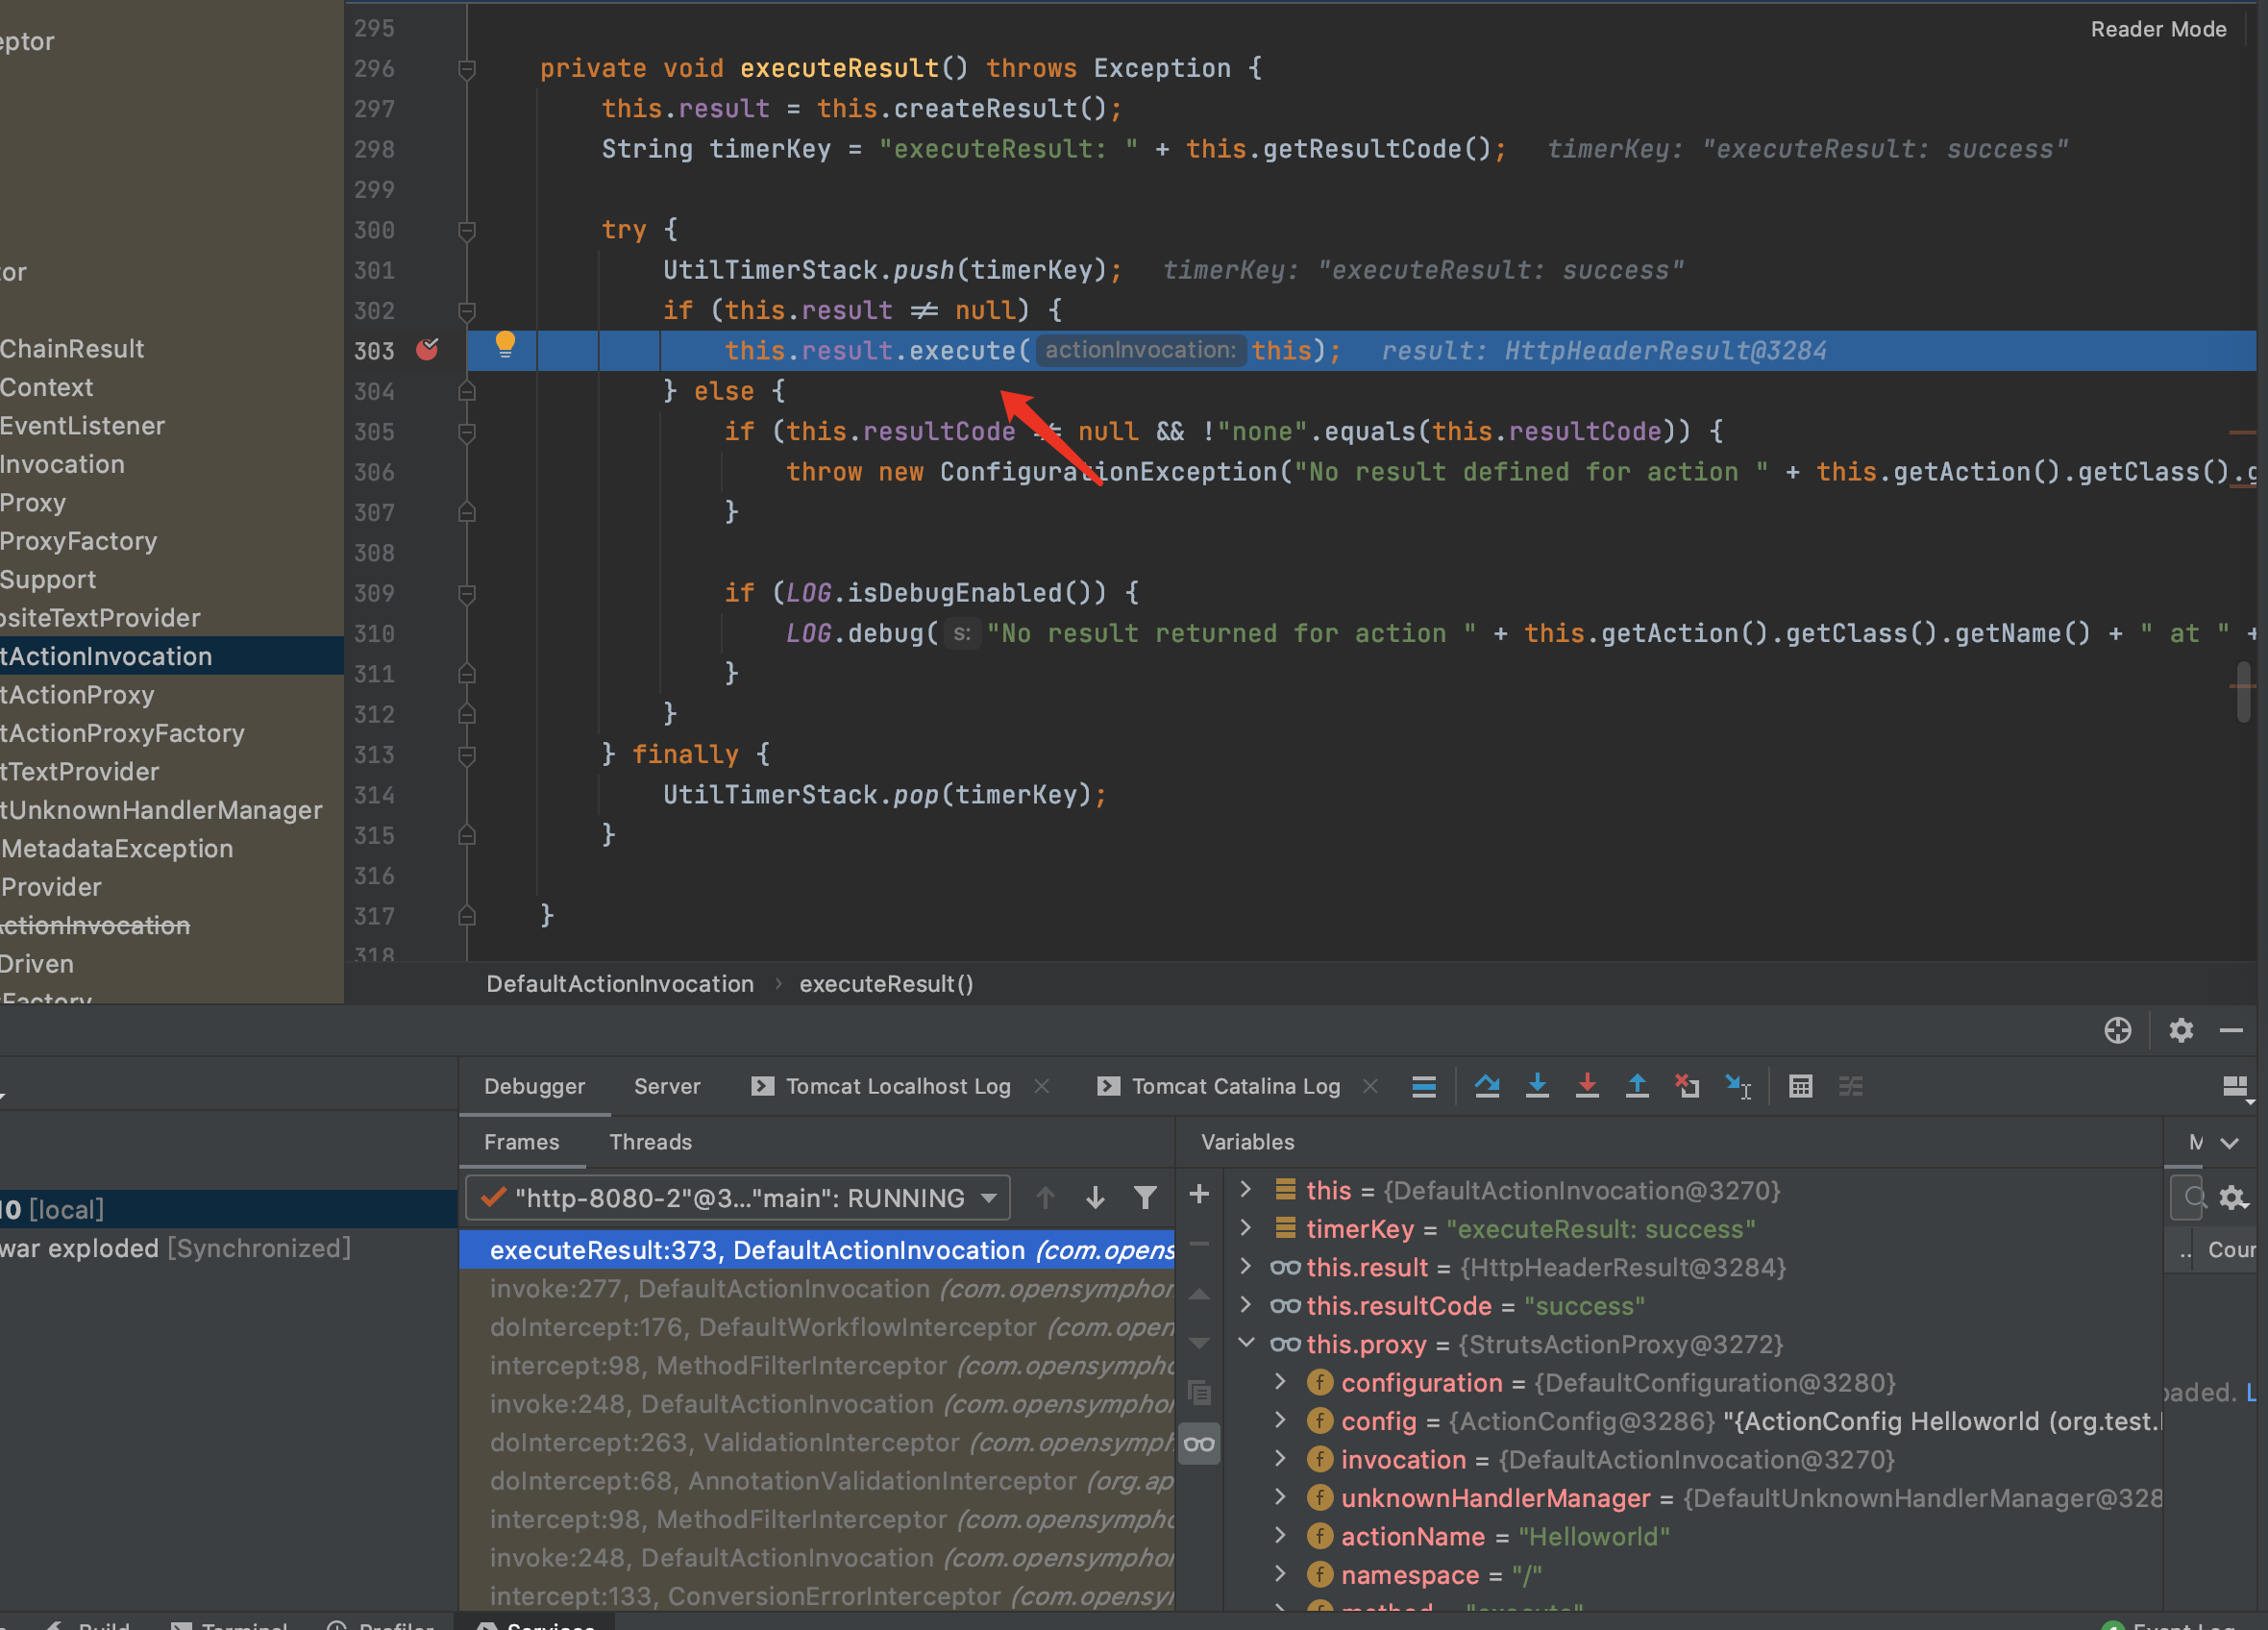 295
Reader Mode
eptor
296 private void executeResult() throws Exception {
297 this.result = this.createResult();
298 String timerKey = "executeResult: " + this.getResultCode(); timerKey: "executeResult: success"
299
300 try {
301 UtilTimerStack.push(timerKey); timerKey: "executeResult: success"
tor
302 if (this.result ≠ null) {
303 this.result.execute( actionInvocation: this); result: HttpHeaderResult@3284
ChainResult
304 } else {
Context
305 if (this.resultCode ≠ null && !"none".equals(this.resultCode)) {
EventListener
306 throw new ConfigurationException("No result defined for action " + this.getAction().getClass().g
Invocation
307 }
Proxy
308
ProxyFactory
309 if (LOG.isDebugEnabled()) {
Support
310 LOG.debug( s: "No result returned for action " + this.getAction().getClass().getName() + " at " +
ositeTextProvider
311 }
tActionInvocation
312 }
tActionProxy
313 } finally {
tActionProxyFactory
314 UtilTimerStack.pop(timerKey);
tTextProvider
315 }
tUnknownHandlerManager
316
MetadataException
Provider
317 }
ActionInvocation
318
Driven
Factory
DefaultActionInvocation › executeResult()
Debugger Server Tomcat Localhost Log Tomcat Catalina Log
Frames Threads Variables
10 [local]
war exploded [Synchronized]
"http-8080-2"@3..."main": RUNNING
executeResult:373, DefaultActionInvocation (com.opens
invoke:277, DefaultActionInvocation (com.opensymphon
doIntercept:176, DefaultWorkflowInterceptor (com.open
intercept:98, MethodFilterInterceptor (com.opensympho
invoke:248, DefaultActionInvocation (com.opensymphon
doIntercept:263, ValidationInterceptor (com.opensymph
doIntercept:68, AnnotationValidationInterceptor (org.ap
intercept:98, MethodFilterInterceptor (com.opensympho
invoke:248, DefaultActionInvocation (com.opensymphon
intercept:133, ConversionErrorInterceptor (com.opensy
this = {DefaultActionInvocation@3270}
timerKey = "executeResult: success"
this.result = {HttpHeaderResult@3284}
this.resultCode = "success"
this.proxy = {StrutsActionProxy@3272}
configuration = {DefaultConfiguration@3280}
config = {ActionConfig@3286} "{ActionConfig Helloworld (org.test.
invocation = {DefaultActionInvocation@3270}
unknownHandlerManager = {DefaultUnknownHandlerManager@328
actionName = "Helloworld"
namespace = "/"
method = "execute"
M
.. Cour
oaded. L
Build Terminal Profiler Services Event Log